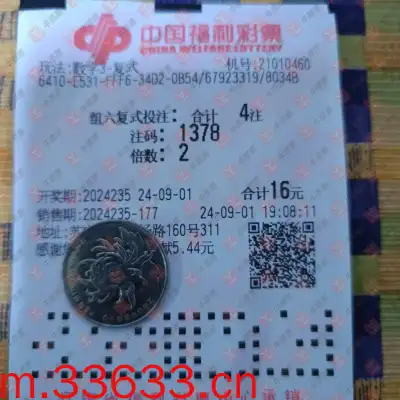 中国福利彩票
CHINA WELFARE LOTTERY
玩法:数字3-复式 机号:21010460
6410-E531-FFF6-34D2-0B54/67923319/8034B
组六复式投注: 合计 4注
注码: 1378
倍数: 2
开奖期:2024235 24-09-01 合计16元
销售期:2024235-177 24-09-01 19:08:11
地址:苏 路160号311
感谢 献5.44元
m.33633.cn